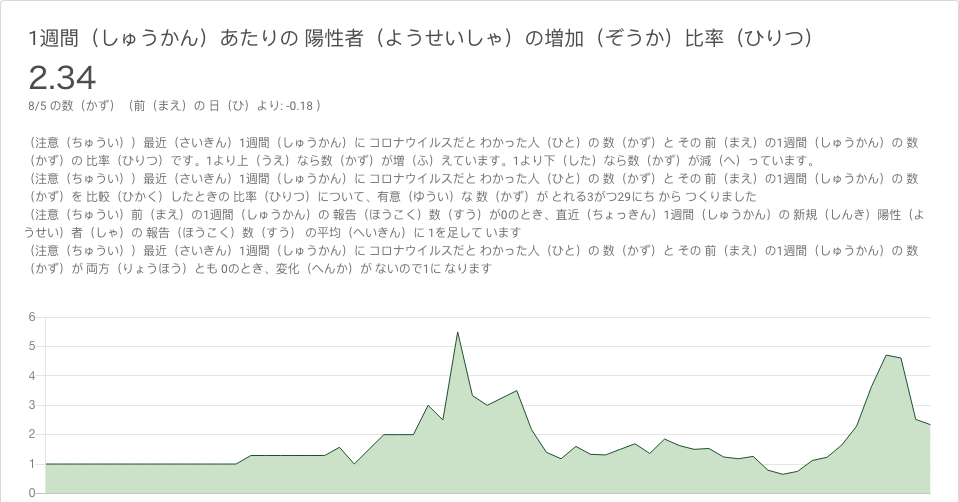 1週間（しゅうかん）あたりの 陽性者（ようせいしゃ）の増加（ぞうか）比率（ひりつ）
2.34
8/5 の数（かず）（前（まえ）の 日（ひ）より: -0.18 ）
（注意（ちゅうい））最近（さいきん）1週間（しゅうかん）に コロナウイルスだと わかった人（ひと）の 数（かず）と その 前（まえ）の1週間（しゅうかん）の 数
（かず）の 比率（ひりつ）です。1より上（うえ）なら数（かず）が増（ふ）えています。1より下（した）なら数（かず）が減（へ）っています。
（注意（ちゅうい））最近（さいきん）1週間（しゅうかん）に コロナウイルスだと わかった人（ひと）の 数（かず）と その 前（まえ）の1週間（しゅうかん）の 数
（かず）を 比較（ひかく）したときの 比率（ひりつ）について、有意（ゆうい）な 数（かず）が とれる3がつ29にち から つくりました
（注意（ちゅうい）前（まえ）の1週間（しゅうかん）の 報告（ほうこく）数（すう）が0のとき、直近（ちょっきん）1週間（しゅうかん）の 新規（しんき）陽性（よ
うせい）者（しゃ）の 報告（ほうこく）数（すう） の平均（へいきん）に 1を足して います
（注意（ちゅうい））最近（さいきん）1週間（しゅうかん）に コロナウイルスだと わかった人（ひと）の 数（かず）と その 前（まえ）の1週間（しゅうかん）の 数
（かず）が 両方（りょうほう）とも 0のとき、変化（へんか）が ないので1に なります
6
5
4
3
2
1
0